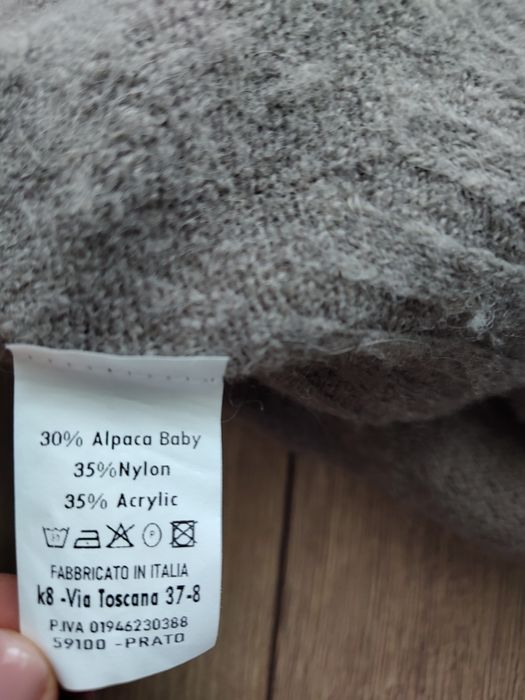 30% Alpaca Baby
35%Nylon
35% Acrylic
P
FABBRICATO IN ITALIA
k8 -Via Toscana 37-8
P.IVA 01946230388
59100 -PRATO